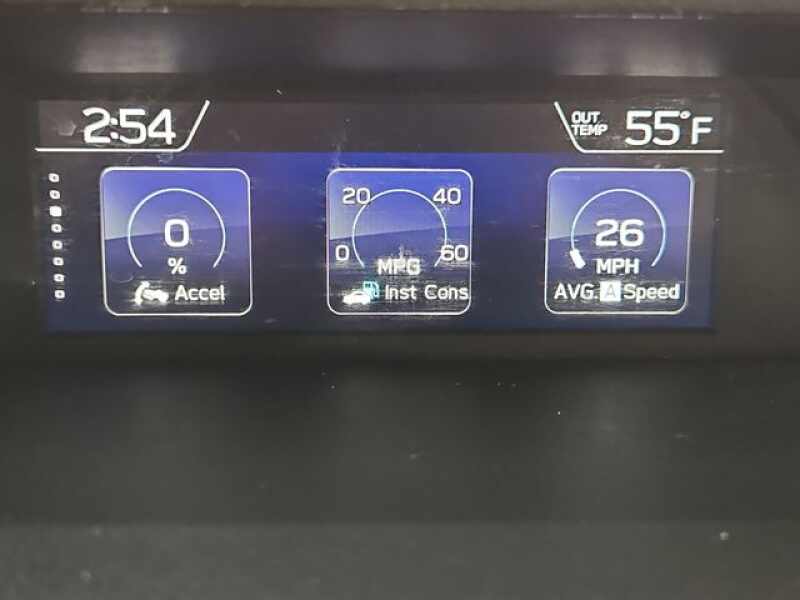 2:54
OUT TEMP 55°F
0
%
Accel
20 40
0 60
MPG
Inst Cons
26
MPH
AVG. A Speed